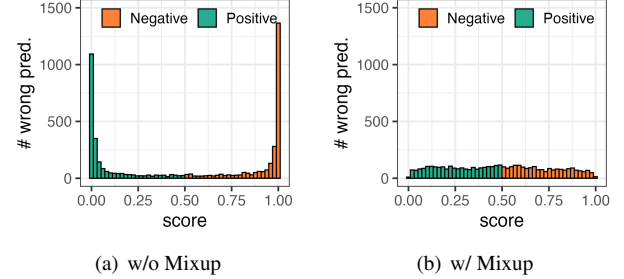 Negative Positive
1500
1000
500
0
# wrong pred.
0.00 0.25 0.50 0.75 1.00
score
(a) w/o Mixup
Negative Positive
1500
1000
500
0
# wrong pred.
0.00 0.25 0.50 0.75 1.00
score
(b) w/ Mixup